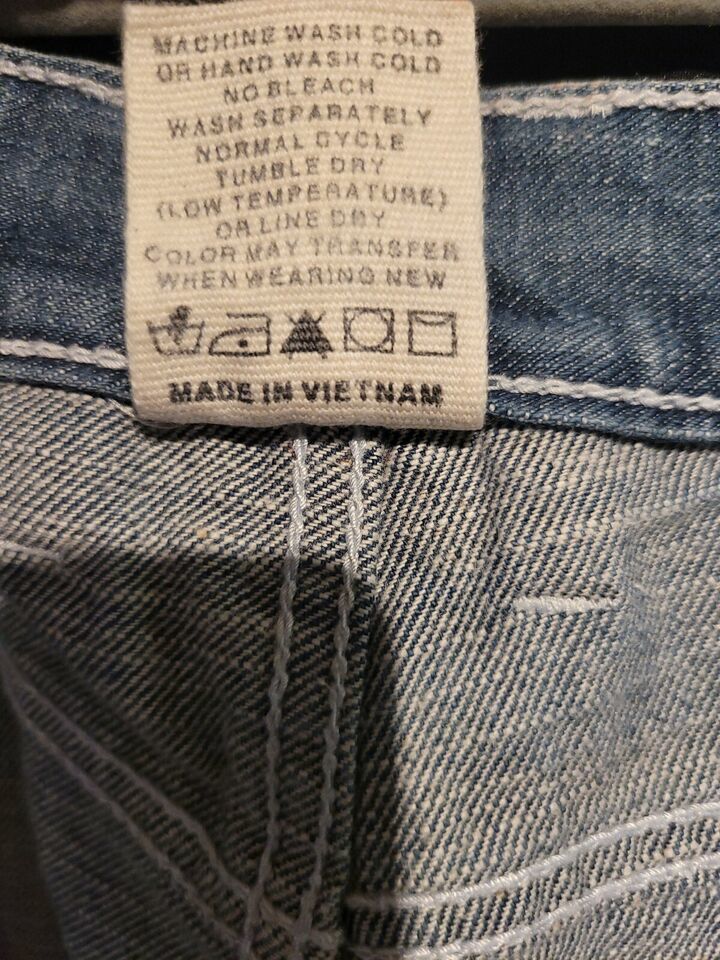 MACHINE WASH COLD
OR HAND WASH COLD
NO BLEACH
WASH SEPARATELY
NORMAL CYCLE
TUMBLE DRY
(LOW TEMPERATURE)
OR LINE DRY
COLOR MAY TRANSFER
WHEN WEARING NEW
MADE IN VIETNAM